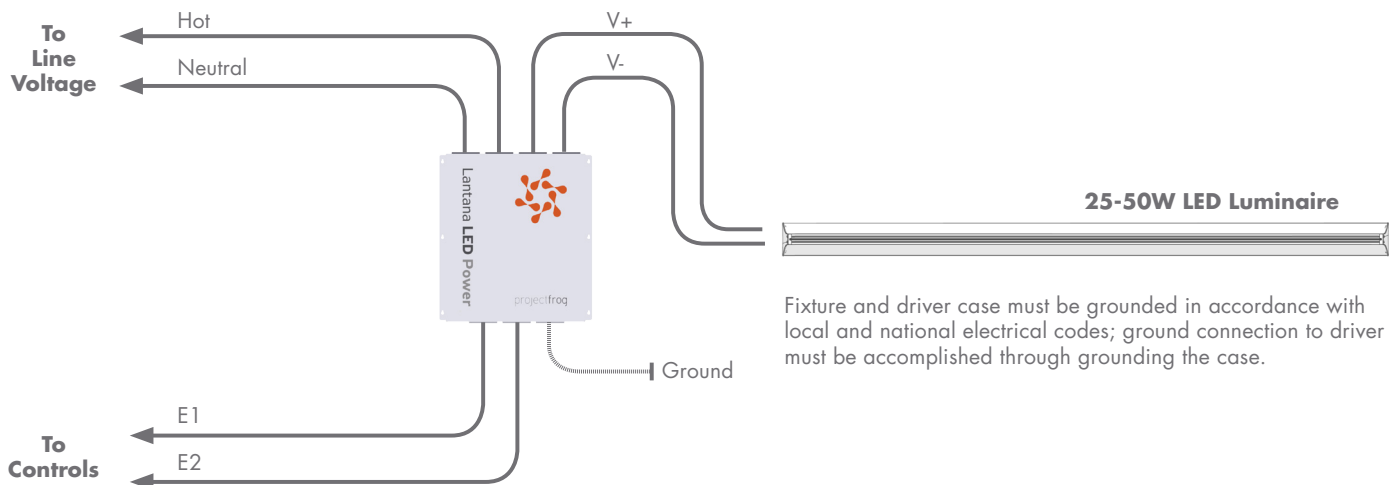 Hot
V+
To
Line
Voltage
V-
Neutral
Lantana LED Power
25-50W LED Luminaire
projectfrog
Fixture and driver case must be grounded in accordance with
local and national electrical codes; ground connection to driver
must be accomplished through grounding the case.
Ground
E1
To
Controls
E2